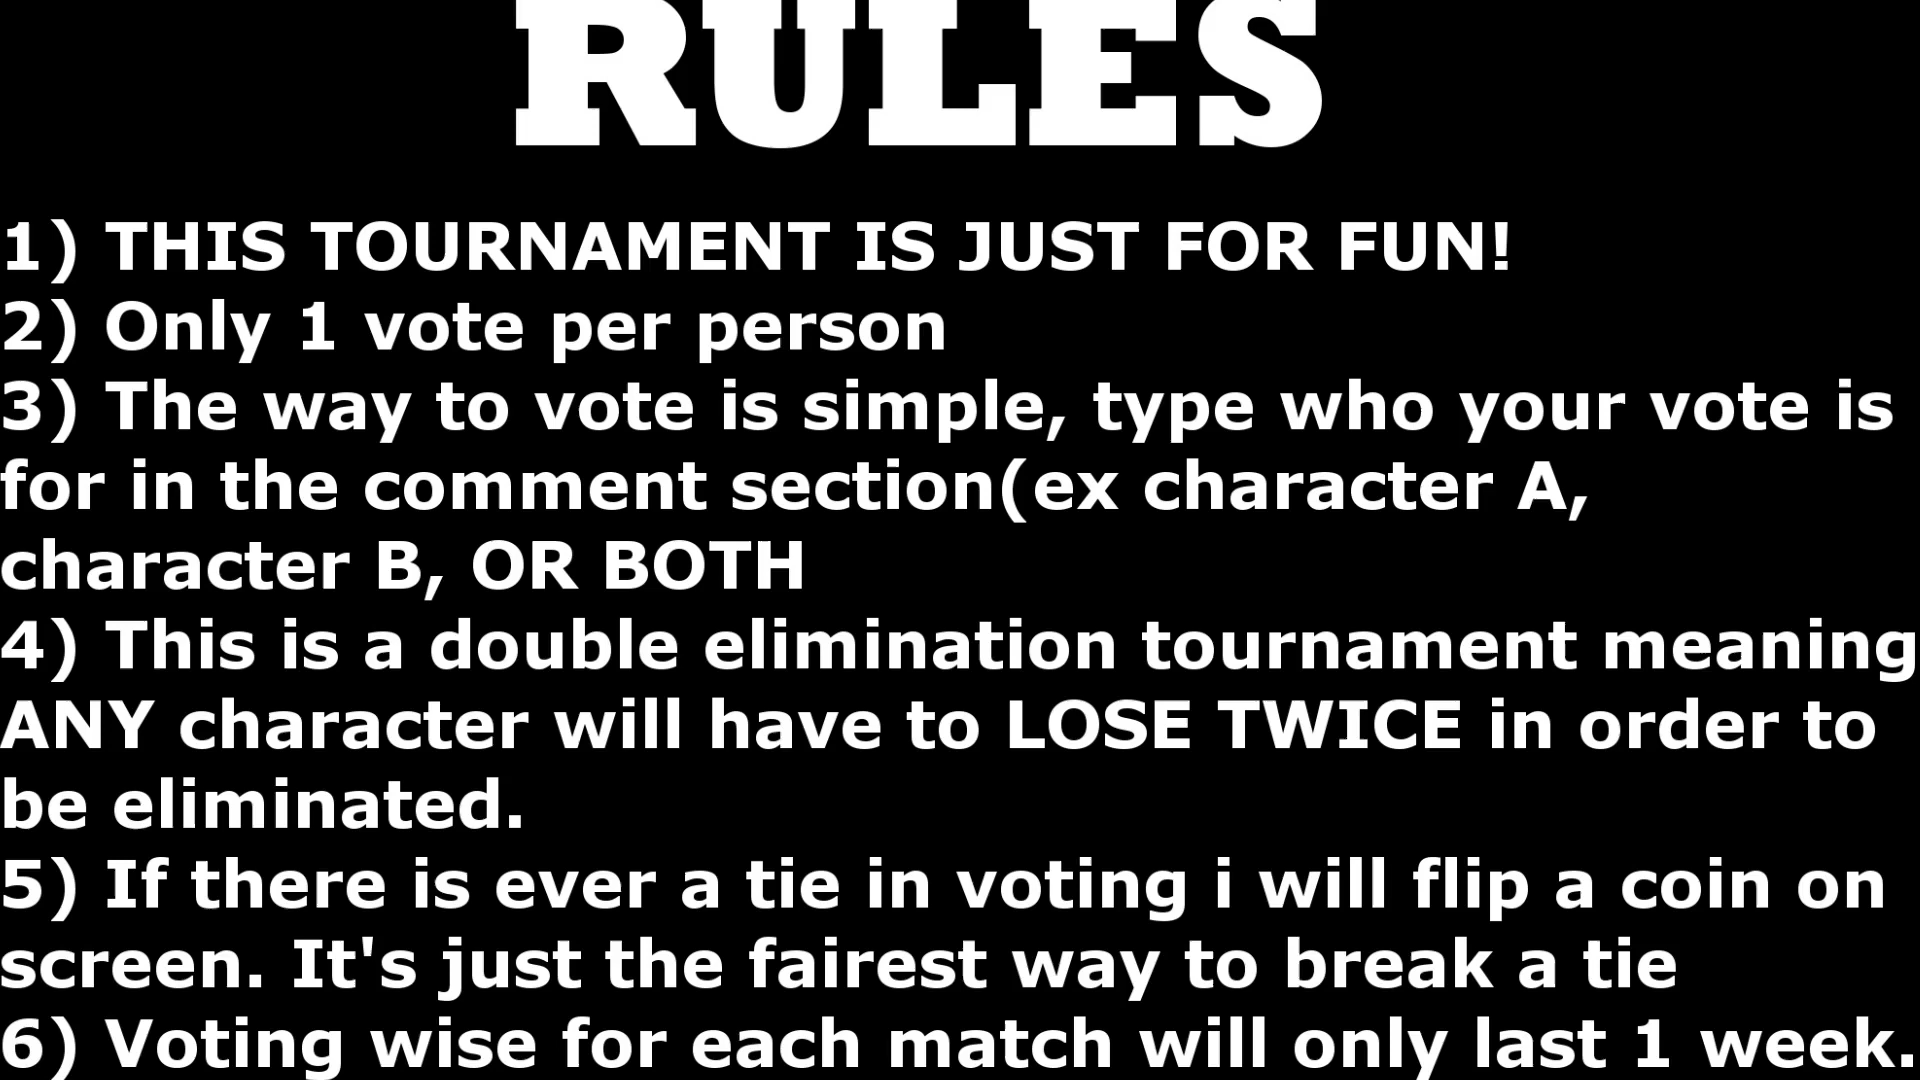 RULES
1) THIS TOURNAMENT IS JUST FOR FUN!
2) Only 1 vote per person
3) The way to vote is simple, type who your vote is
for in the comment section(ex character A,
character B, OR BOTH
4) This is a double elimination tournament meaning
ANY character will have to LOSE TWICE in order to
be eliminated.
5) If there is ever a tie in voting i will flip a coin on
screen. It's just the fairest way to break a tie
6) Voting wise for each match will only last 1 week.